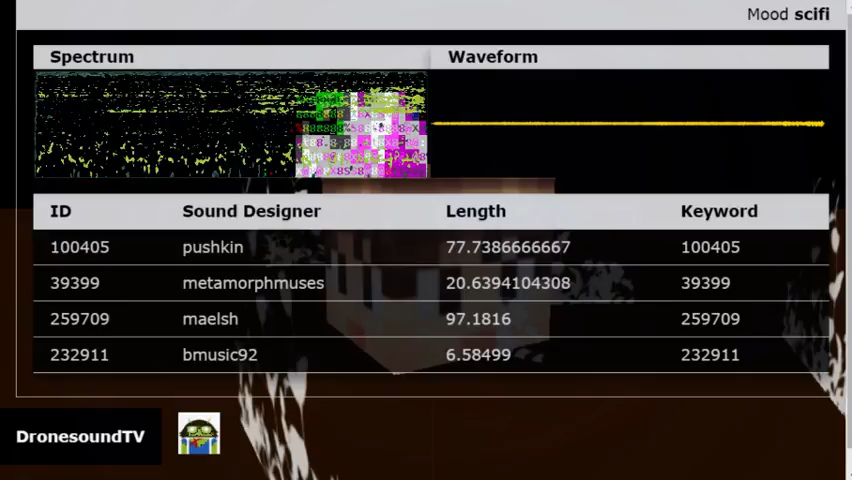 Mood scifi
Spectrum Waveform
ID Sound Designer Length Keyword
100405 pushkin 77.7386666667 100405
39399 metamorphmuses 20.6394104308 39399
259709 maelsh 97.1816 259709
232911 bmusic92 6.58499 232911
DronesoundTV